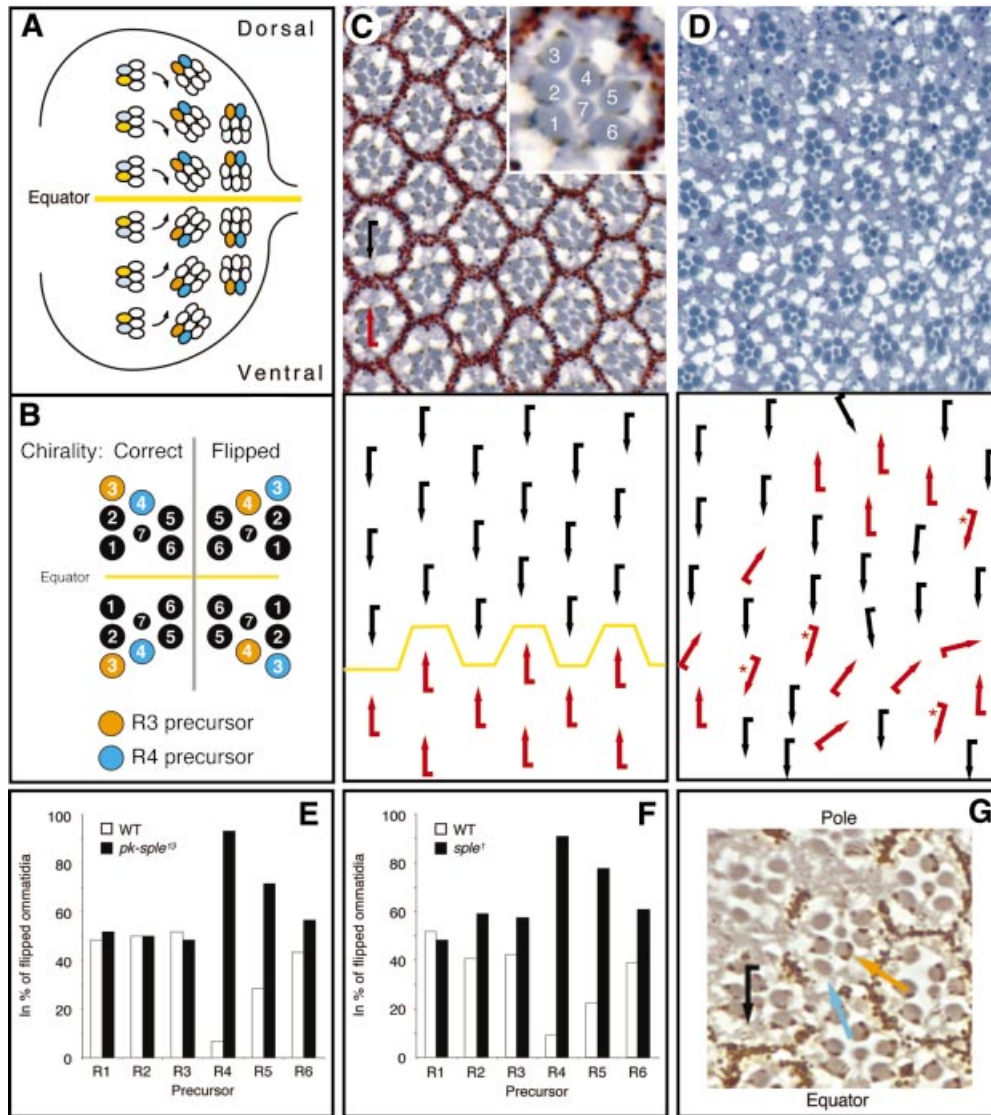 A
Dorsal
Equator
Ventral
B
Chirality: Correct Flipped
3 4 2 5 7 1 6
4 3 5 2 7 6 1
Equator
1 6 7 2 5 3 4
6 1 7 5 2 4 3
R3 precursor
R4 precursor
C
3
4
2
5
7
1
6
D
*
*
*
*
E
100
80
60
40
20
0
In % of flipped ommatidia
WT
pk-sple¹³
R1 R2 R3 R4 R5 R6
Precursor
F
100
80
60
40
20
0
In % of flipped ommatidia
WT
sple¹
R1 R2 R3 R4 R5 R6
Precursor
G
Pole
Equator